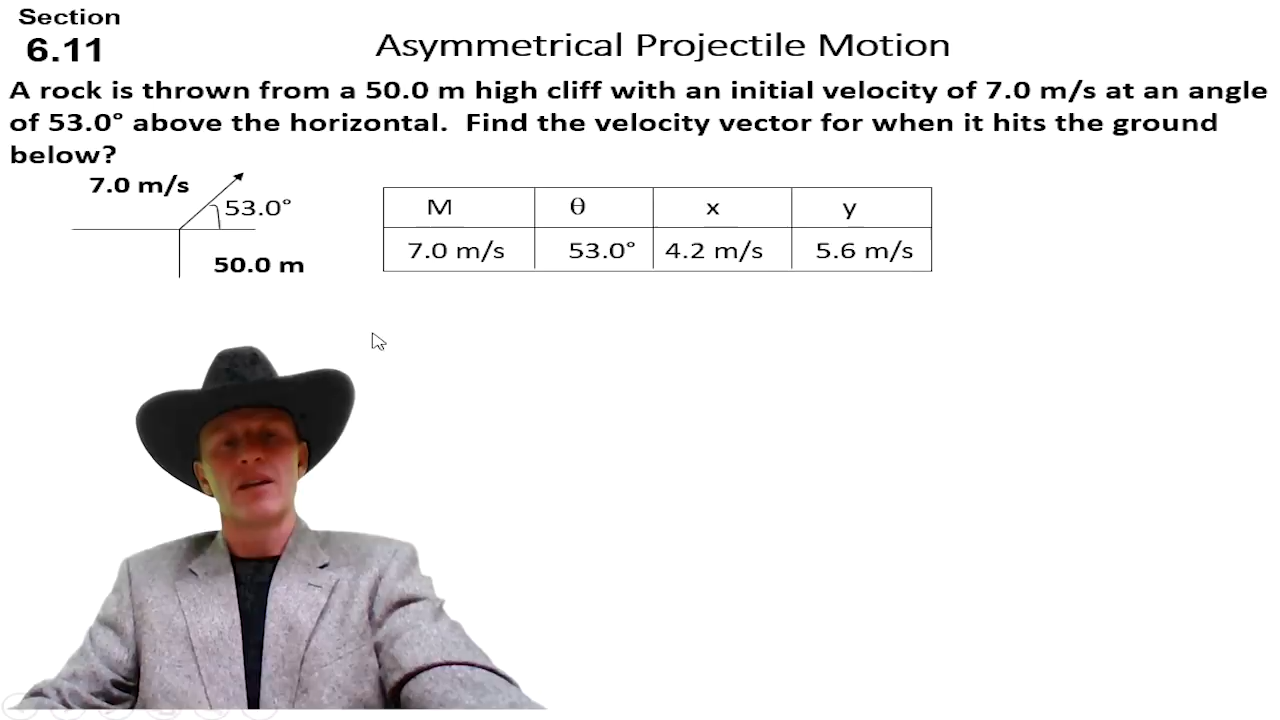 Section
6.11
Asymmetrical Projectile Motion
A rock is thrown from a 50.0 m high cliff with an initial velocity of 7.0 m/s at an angle
of 53.0° above the horizontal.  Find the velocity vector for when it hits the ground
below?
7.0 m/s
53.0°
50.0 m
M θ x y
7.0 m/s 53.0° 4.2 m/s 5.6 m/s